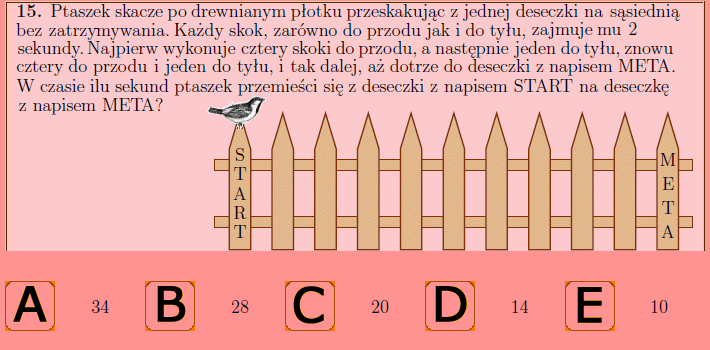 15. Ptaszek skacze po drewnianym płotku przeskakując z jednej deseczki na sąsiednią
bez zatrzymywania. Każdy skok, zarówno do przodu jak i do tyłu, zajmuje mu 2
sekundy. Najpierw wykonuje cztery skoki do przodu, a następnie jeden do tyłu, znowu
cztery do przodu i jeden do tyłu, i tak dalej, aż dotrze do deseczki z napisem META.
W czasie ilu sekund ptaszek przemieści się z deseczki z napisem START na deseczkę
z napisem META?
START
META
A 34 B 28 C 20 D 14 E 10